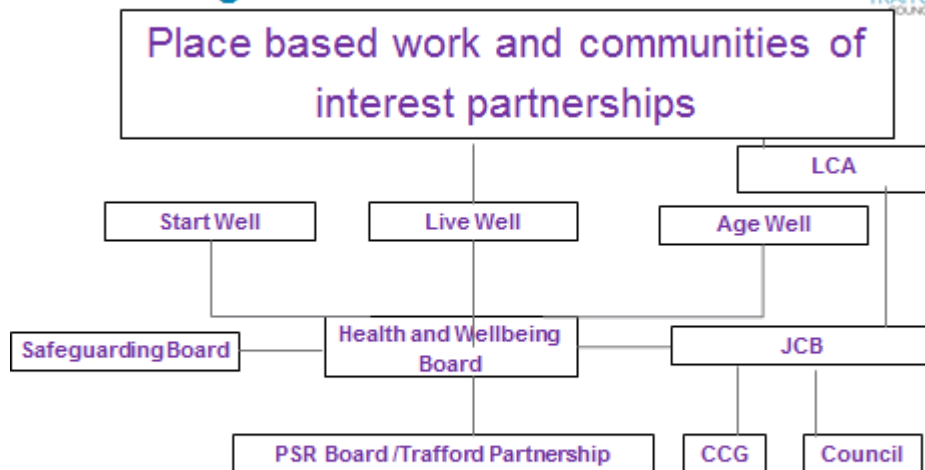 Place based work and communities of
interest partnerships
LCA
Start Well
Live Well
Age Well
Safeguarding Board
Health and Wellbeing
Board
JCB
PSR Board /Trafford Partnership
CCG
Council